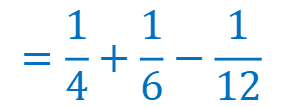 = 1/4 + 1/6 − 1/12